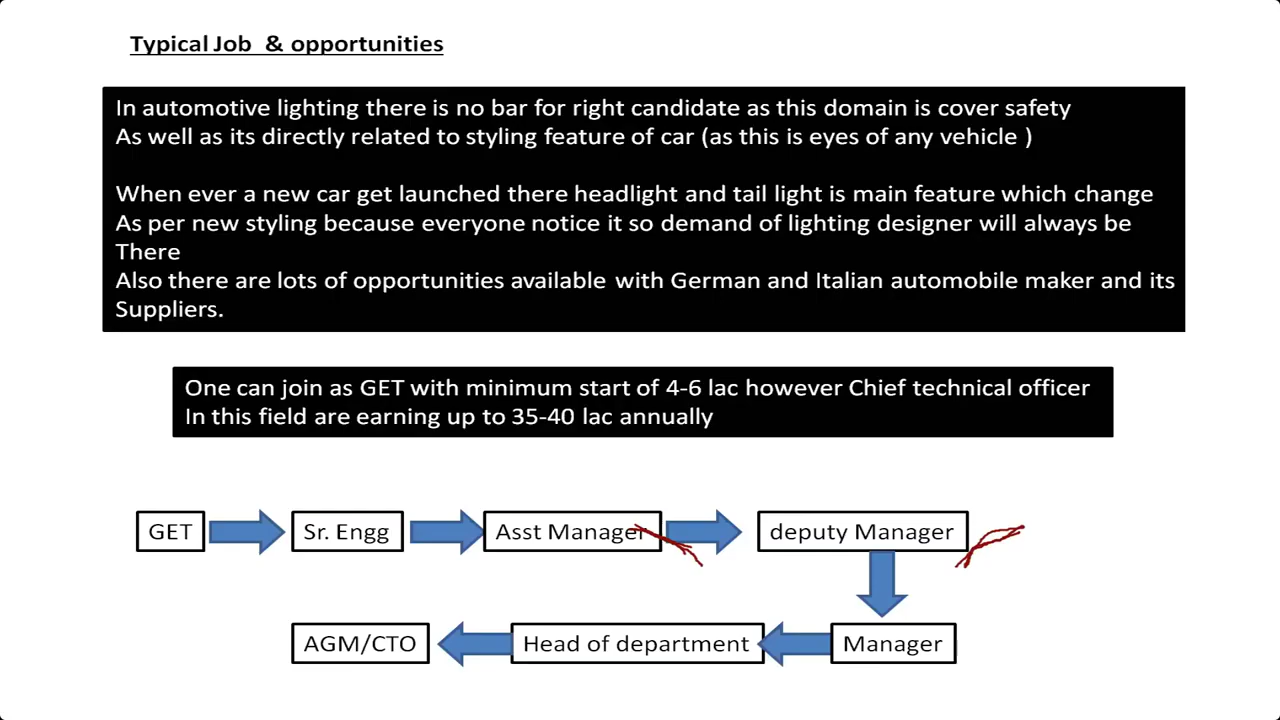 Typical Job & opportunities
In automotive lighting there is no bar for right candidate as this domain is cover safety
As well as its directly related to styling feature of car (as this is eyes of any vehicle )
When ever a new car get launched there headlight and tail light is main feature which change
As per new styling because everyone notice it so demand of lighting designer will always be
There
Also there are lots of opportunities available with German and Italian automobile maker and its
Suppliers.
One can join as GET with minimum start of 4-6 lac however Chief technical officer
In this field are earning up to 35-40 lac annually
GET
Sr. Engg
Asst Manager
deputy Manager
Manager
Head of department
AGM/CTO